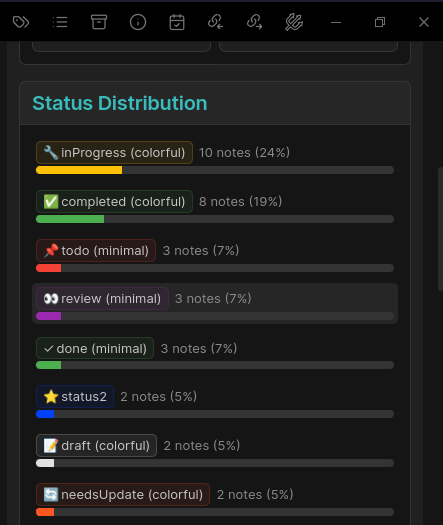 Status Distribution
🔧 inProgress (colorful) 10 notes (24%)
✅ completed (colorful) 8 notes (19%)
📌 todo (minimal) 3 notes (7%)
👀 review (minimal) 3 notes (7%)
✓ done (minimal) 3 notes (7%)
⭐ status2 2 notes (5%)
📝 draft (colorful) 2 notes (5%)
🔄 needsUpdate (colorful) 2 notes (5%)